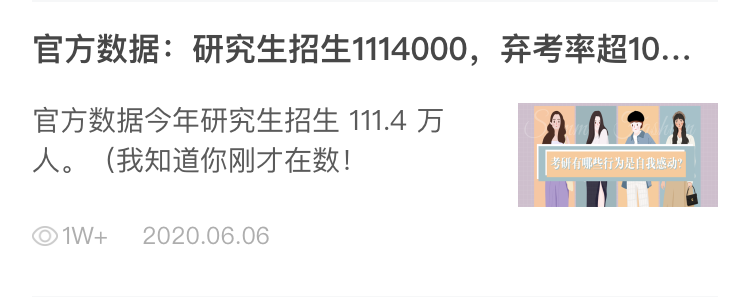 官方数据：研究生招生1114000，弃考率超10...
官方数据今年研究生招生 111.4 万
人。（我知道你刚才在数！
考研有哪些行为是自我感动?
1W+ 2020.06.06